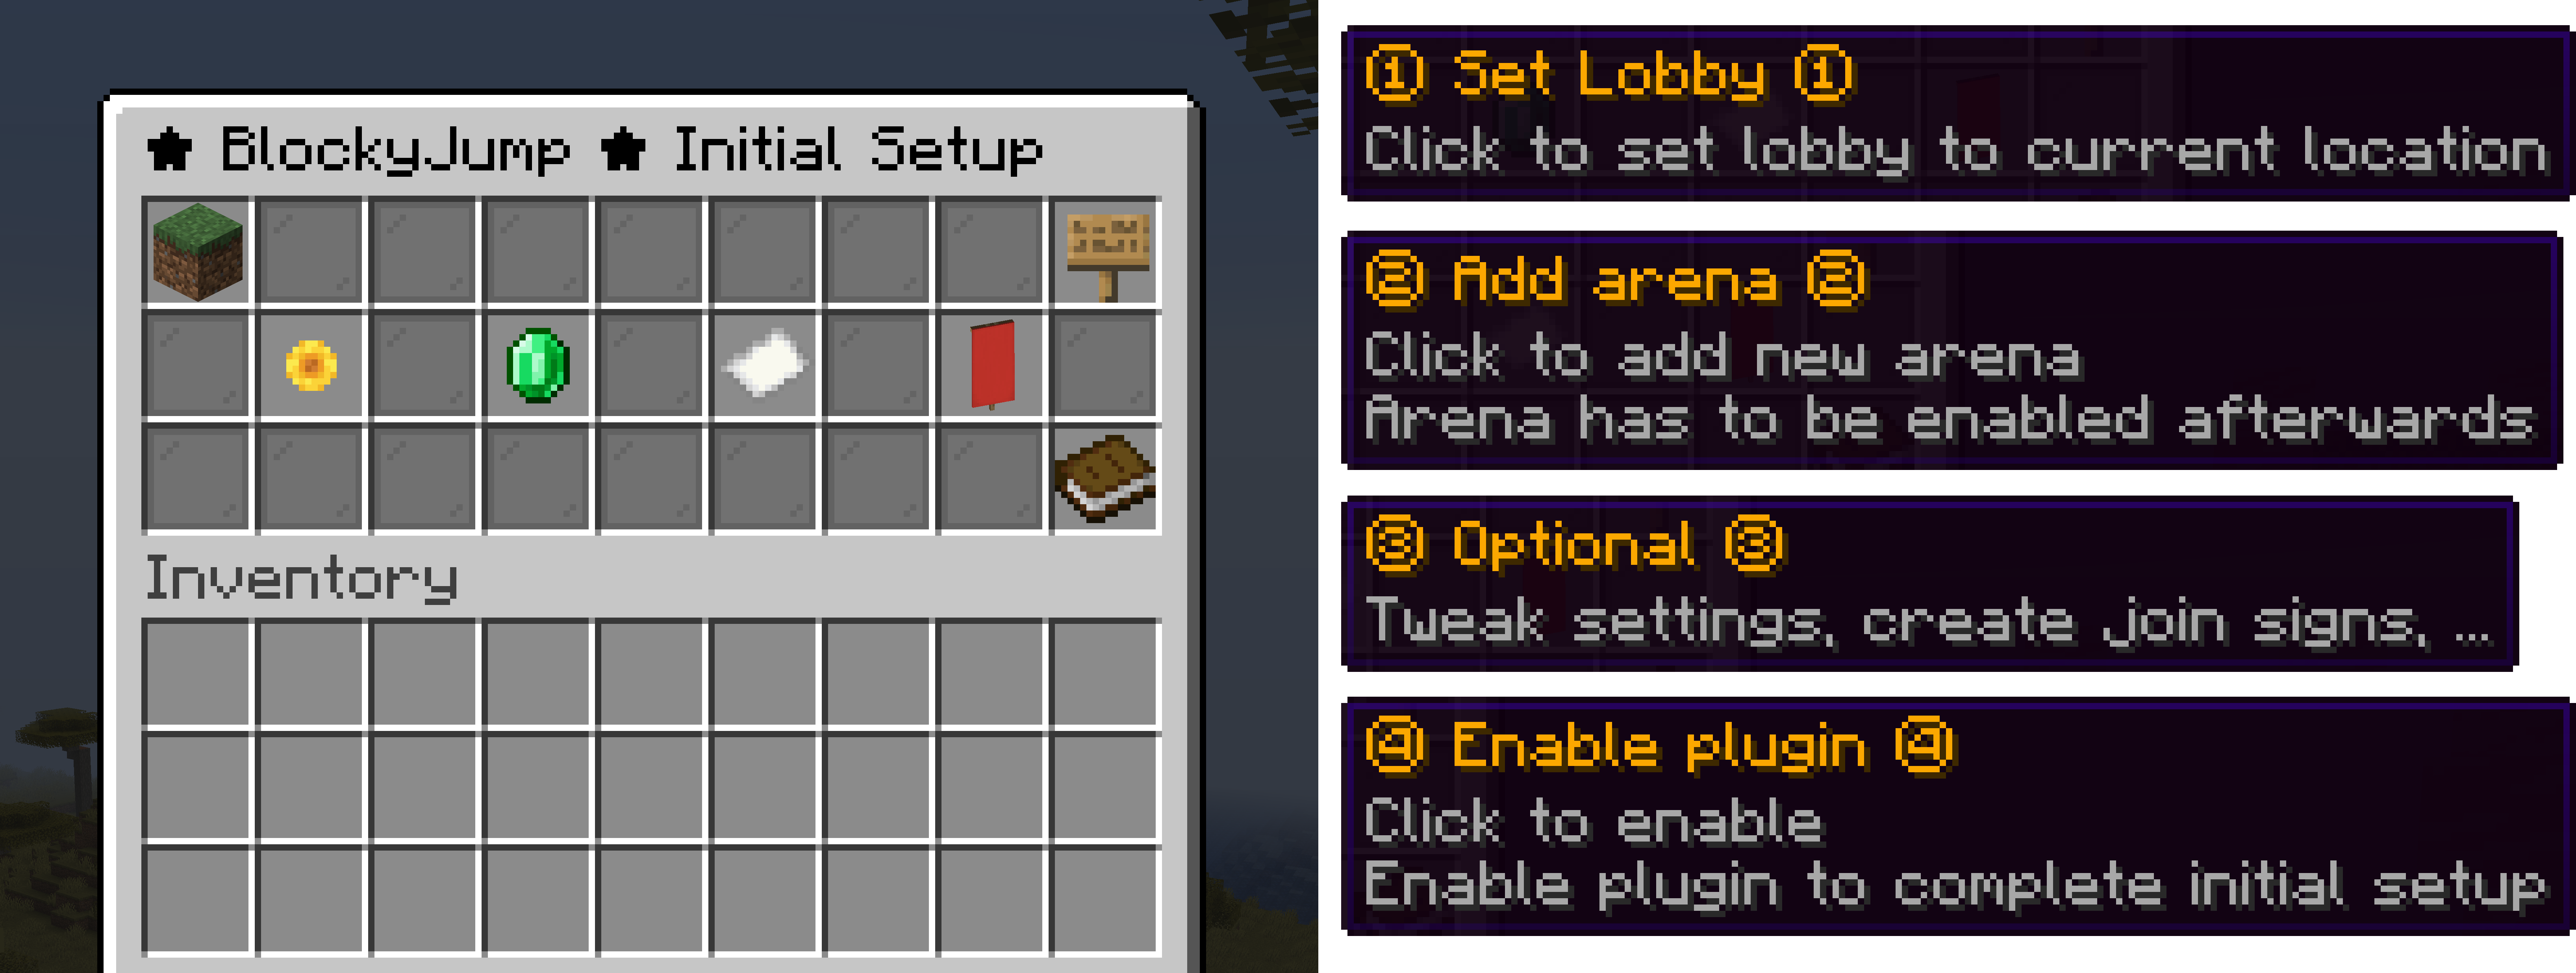 ★ BlockyJump ★ Initial Setup
Inventory
① Set Lobby ①
Click to set lobby to current location
② Add arena ②
Click to add new arena
Arena has to be enabled afterwards
③ Optional ③
Tweak settings, create join signs, ...
④ Enable plugin ④
Click to enable
Enable plugin to complete initial setup